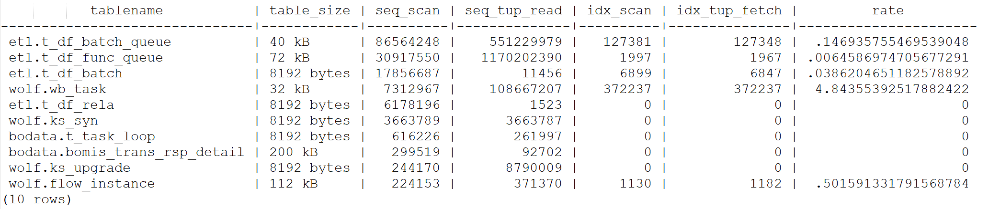 tablename | table_size | seq_scan | seq_tup_read | idx_scan | idx_tup_fetch | rate
-------------------------------+------------+----------+--------------+----------+---------------+----------------------
etl.t_df_batch_queue | 40 kB | 86564248 | 551229979 | 127381 | 127348 | .146935755469539048
etl.t_df_func_queue | 72 kB | 30917550 | 1170202390 | 1997 | 1967 | .0064586974705677291
etl.t_df_batch | 8192 bytes | 17856687 | 11456 | 6899 | 6847 | .0386204651182578892
wolf.wb_task | 32 kB | 7312967 | 108667207 | 372237 | 372237 | 4.84355392517882422
etl.t_df_rela | 8192 bytes | 6178196 | 1523 | 0 | 0 | 0
wolf.ks_syn | 8192 bytes | 3663789 | 3663787 | 0 | 0 | 0
bodata.t_task_loop | 8192 bytes | 616226 | 261997 | 0 | 0 | 0
bodata.bomis_trans_rsp_detail | 200 kB | 299519 | 92702 | 0 | 0 | 0
wolf.ks_upgrade | 8192 bytes | 244170 | 8790009 | 0 | 0 | 0
wolf.flow_instance | 112 kB | 224153 | 371370 | 1130 | 1182 | .501591331791568784
(10 rows)